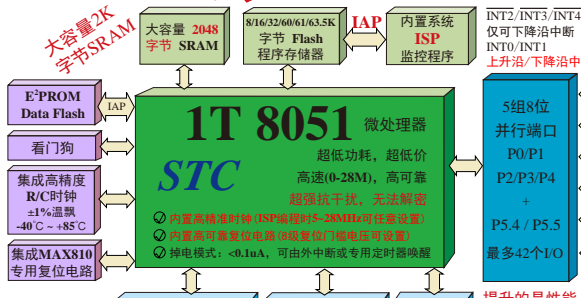 大容量2K
字节SRAM
大容量 2048
字节 SRAM
8/16/32/60/61/63.5K
字节 Flash
程序存储器
IAP
内置系统
ISP
监控程序
INT2/INT3/INT4
仅可下降沿中断
INT0/INT1
上升沿/下降沿中
E²PROM
Data Flash
IAP
看门狗
集成高精度
R/C时钟
±1%温飘
-40℃ ~ +85℃
集成MAX810
专用复位电路
1T 8051 微处理器
STC
超低功耗，超低价
高速(0-28M)，高可靠
超强抗干扰，无法解密
内置高精准时钟(ISP编程时5-28MHz可任意设置)
内置高可靠复位电路(8级复位门槛电压可设置)
掉电模式：<0.1uA，可由外中断或专用定时器唤醒
5组8位
并行端口
P0/P1
P2/P3/P4
+
P5.4 / P5.5
最多42个I/O